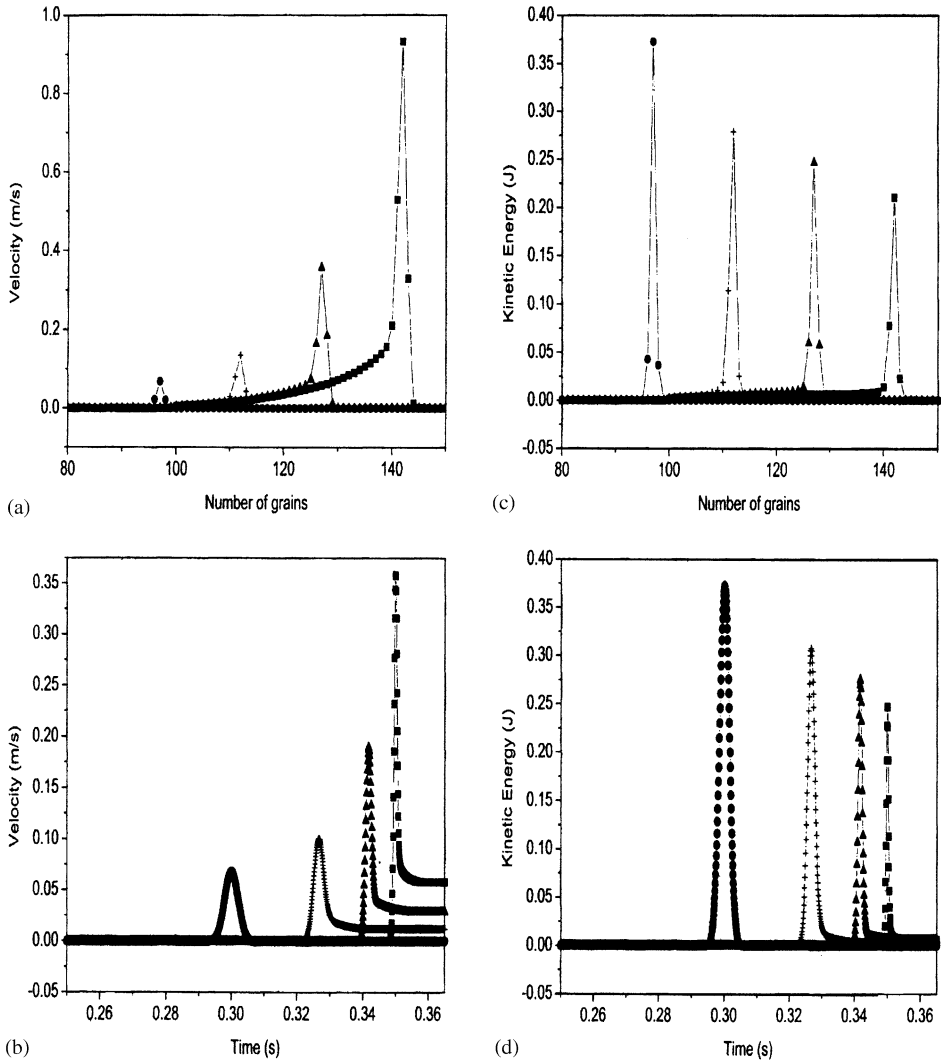 1.0
0.8
0.6
0.4
0.2
0.0
Velocity (m/s)
80 100 120 140
Number of grains
(a)
0.40
0.35
0.30
0.25
0.20
0.15
0.10
0.05
0.00
-0.05
Kinetic Energy (J)
80 100 120 140
Number of grains
(c)
0.35
0.30
0.25
0.20
0.15
0.10
0.05
0.00
-0.05
Velocity (m/s)
0.26 0.28 0.30 0.32 0.34 0.36
Time (s)
(b)
0.40
0.35
0.30
0.25
0.20
0.15
0.10
0.05
0.00
-0.05
Kinetic Energy (J)
0.26 0.28 0.30 0.32 0.34 0.36
Time (s)
(d)